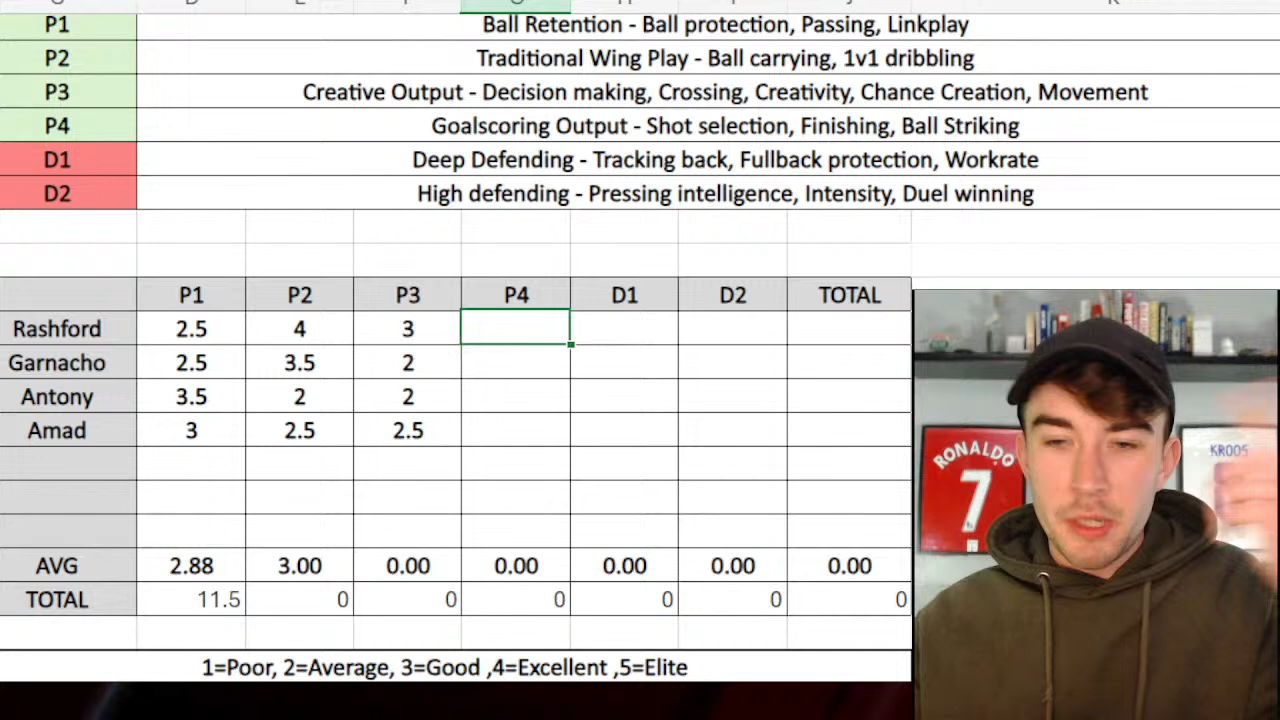 P1 Ball Retention - Ball protection, Passing, Linkplay
P2 Traditional Wing Play - Ball carrying, 1v1 dribbling
P3 Creative Output - Decision making, Crossing, Creativity, Chance Creation, Movement
P4 Goalscoring Output - Shot selection, Finishing, Ball Striking
D1 Deep Defending - Tracking back, Fullback protection, Workrate
D2 High defending - Pressing intelligence, Intensity, Duel winning
P1 P2 P3 P4 D1 D2 TOTAL
Rashford 2.5 4 3
Garnacho 2.5 3.5 2
Antony 3.5 2 2
Amad 3 2.5 2.5
AVG 2.88 3.00 0.00 0.00 0.00 0.00 0.00
TOTAL 11.5 0 0 0 0 0 0
1=Poor, 2=Average, 3=Good ,4=Excellent ,5=Elite
RONALDO
7
KROOS